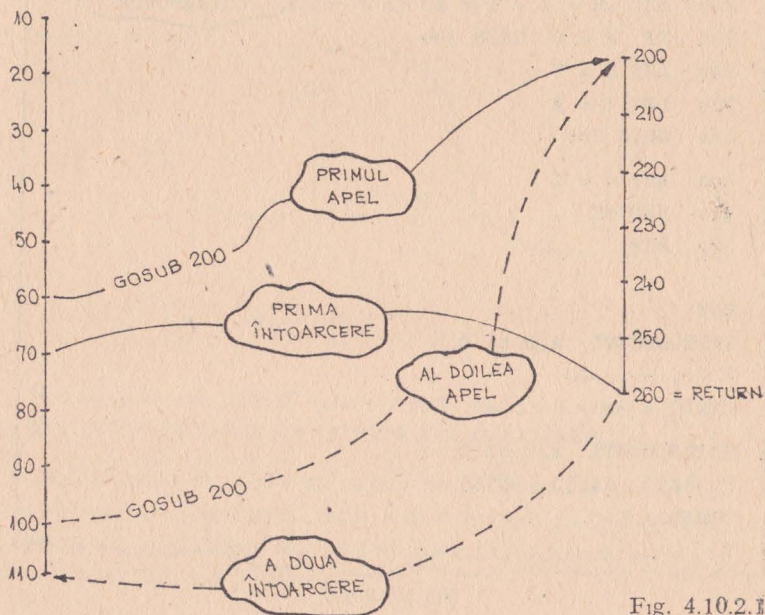 10
20
30
40
50
60
70
80
90
100
110
PRIMUL
APEL
GOSUB 200
PRIMA
ÎNTOARCERE
AL DOILEA
APEL
GOSUB 200
A DOUA
ÎNTOARCERE
200
210
220
230
240
250
260 = RETURN
Fig. 4.10.2.1